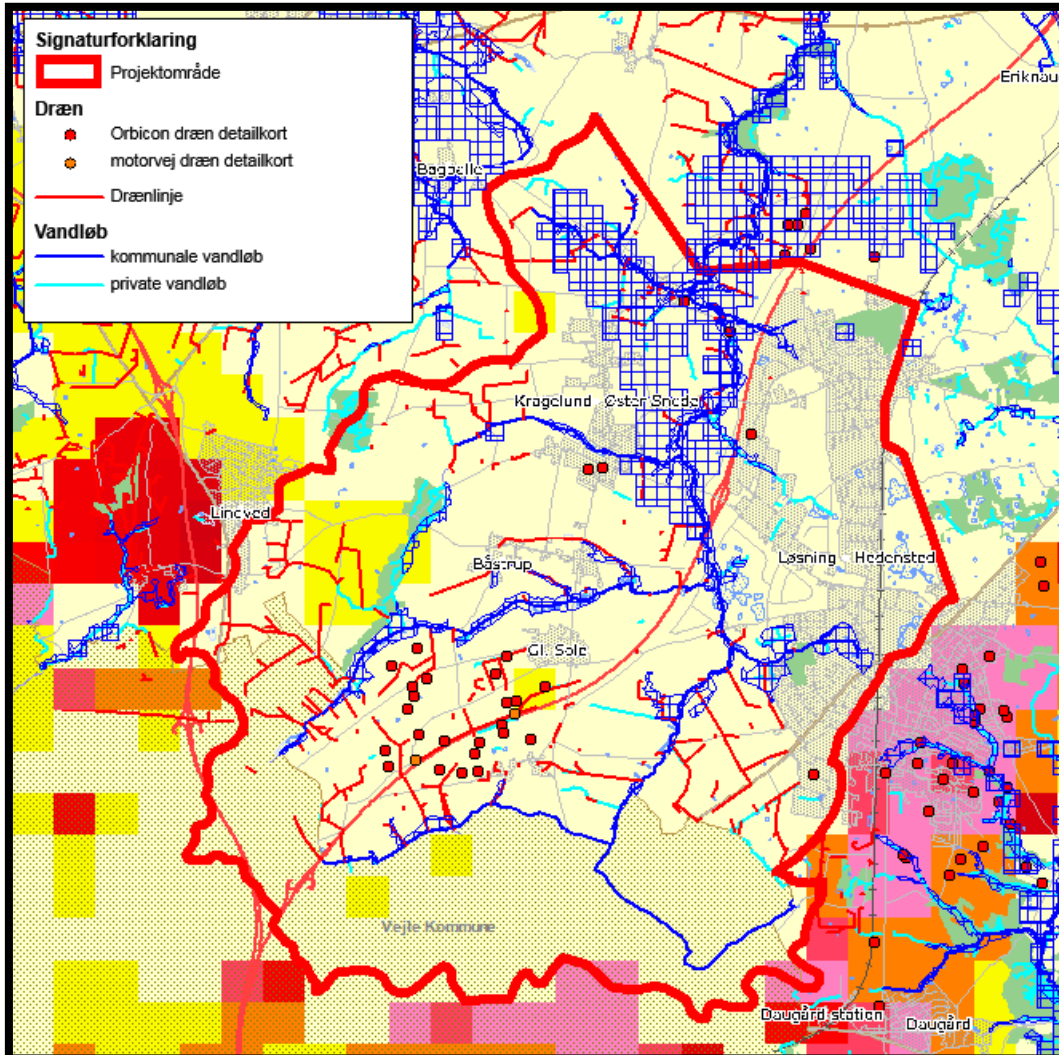 Signaturforklaring
Projektområde
Dræn
Orbicon dræn detailkort
motorvej dræn detailkort
Drænlinje
Vandløb
kommunale vandløb
private vandløb
Bagballe
Kragelund
Øster Snede
Lindved
Båstrup
Løsning
Hedensted
Gl. Sole
Vejle Kommune
Daugård station
Daugård